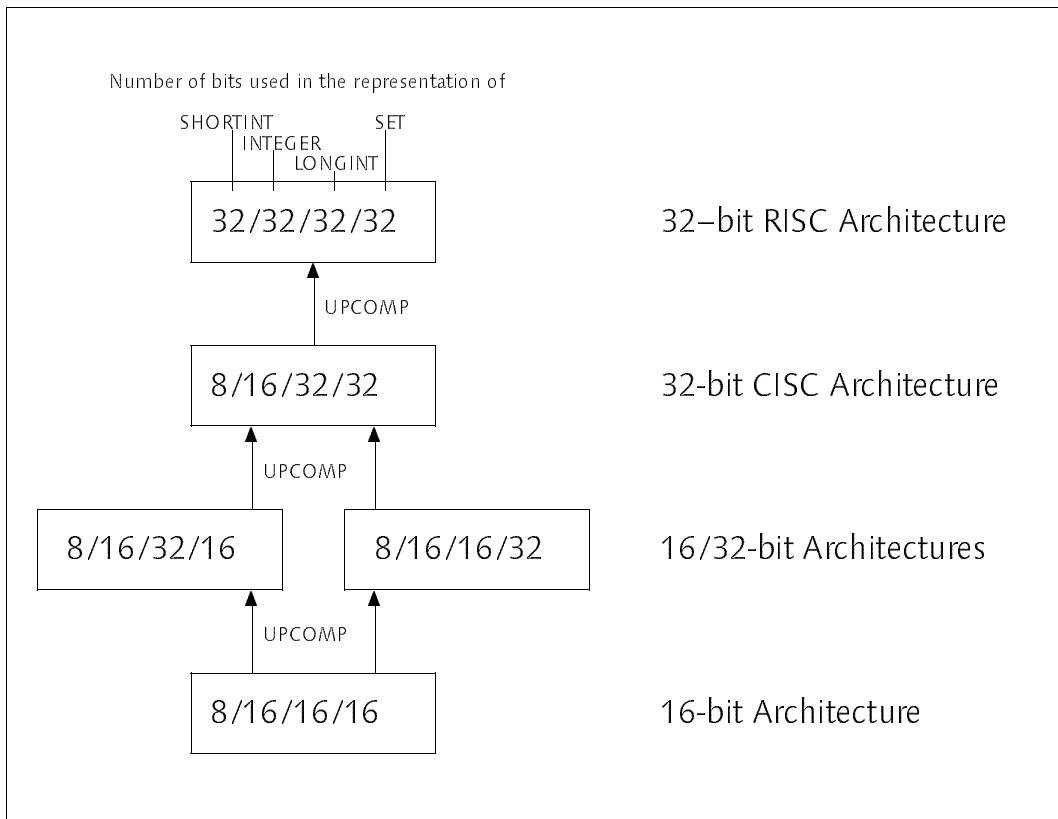 Number of bits used in the representation of
SHORTINT SET
INTEGER
LONGINT
32/32/32/32 32–bit RISC Architecture
UPCOMP
8/16/32/32 32-bit CISC Architecture
UPCOMP
8/16/32/16 8/16/16/32 16/32-bit Architectures
UPCOMP
8/16/16/16 16-bit Architecture